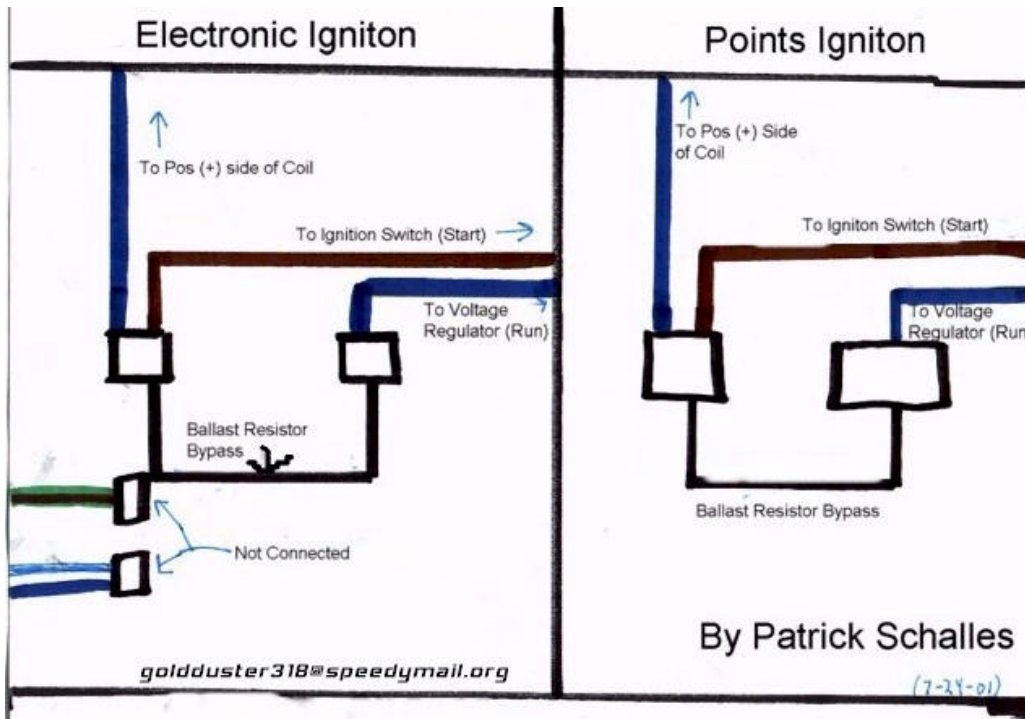 Electronic Igniton
To Pos (+) side of Coil
To Ignition Switch (Start)
To Voltage
Regulator (Run)
Ballast Resistor
Bypass
Not Connected
goldduster318@speedymail.org
Points Igniton
To Pos (+) Side
of Coil
To Igniton Switch (Start)
To Voltage
Regulator (Run
Ballast Resistor Bypass
By Patrick Schalles
(7-24-01)